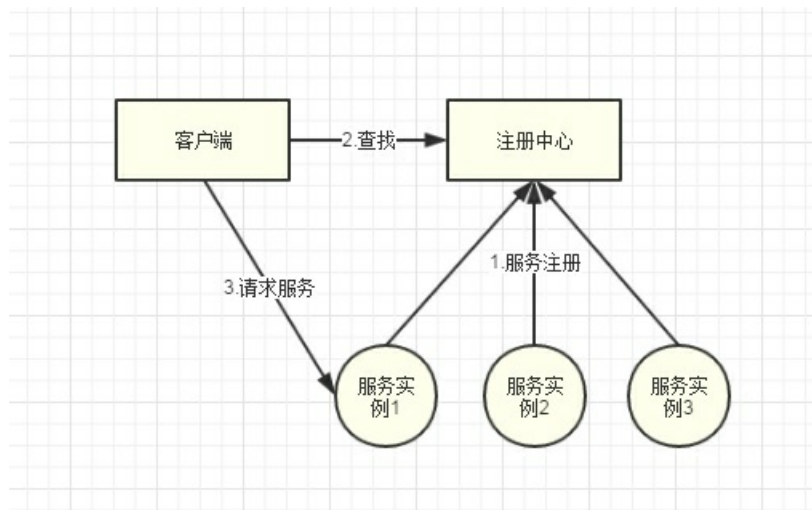 客户端
2.查找
注册中心
1.服务注册
3.请求服务
服务实
例1
服务实
例2
服务实
例3